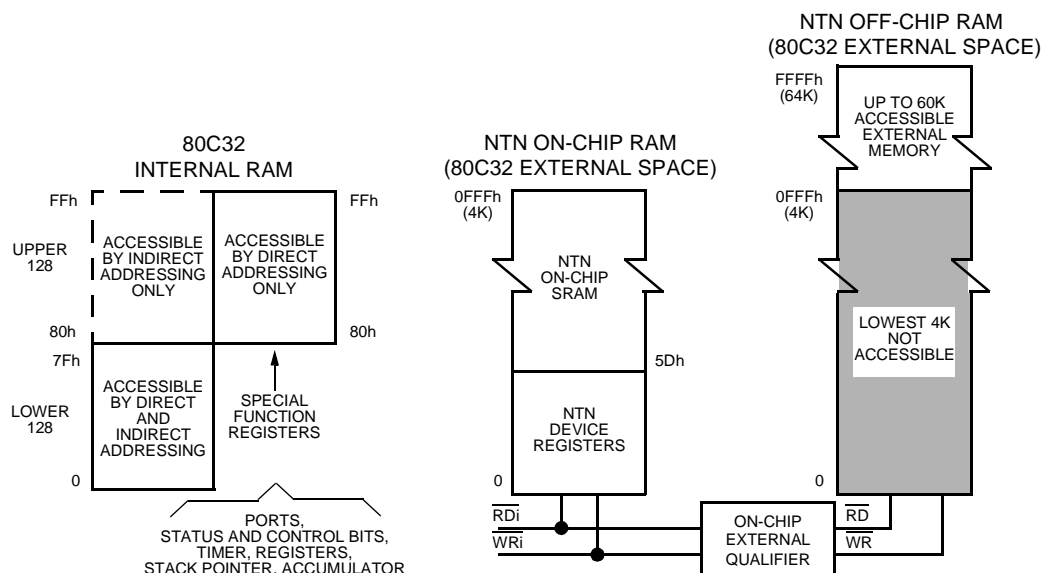 NTN OFF-CHIP RAM
(80C32 EXTERNAL SPACE)
FFFFh
(64K)
UP TO 60K
ACCESSIBLE
EXTERNAL
MEMORY
0FFFh
(4K)
LOWEST 4K
NOT
ACCESSIBLE
0
80C32
INTERNAL RAM
FFh
FFh
UPPER
128
ACCESSIBLE
BY INDIRECT
ADDRESSING
ONLY
ACCESSIBLE
BY DIRECT
ADDRESSING
ONLY
80h
80h
7Fh
LOWER
128
ACCESSIBLE
BY DIRECT
AND
INDIRECT
ADDRESSING
0
SPECIAL
FUNCTION
REGISTERS
PORTS,
STATUS AND CONTROL BITS,
TIMER, REGISTERS,
STACK POINTER, ACCUMULATOR
NTN ON-CHIP RAM
(80C32 EXTERNAL SPACE)
0FFFh
(4K)
NTN
ON-CHIP
SRAM
5Dh
NTN
DEVICE
REGISTERS
0
RDi
WRi
ON-CHIP
EXTERNAL
QUALIFIER
RD
WR